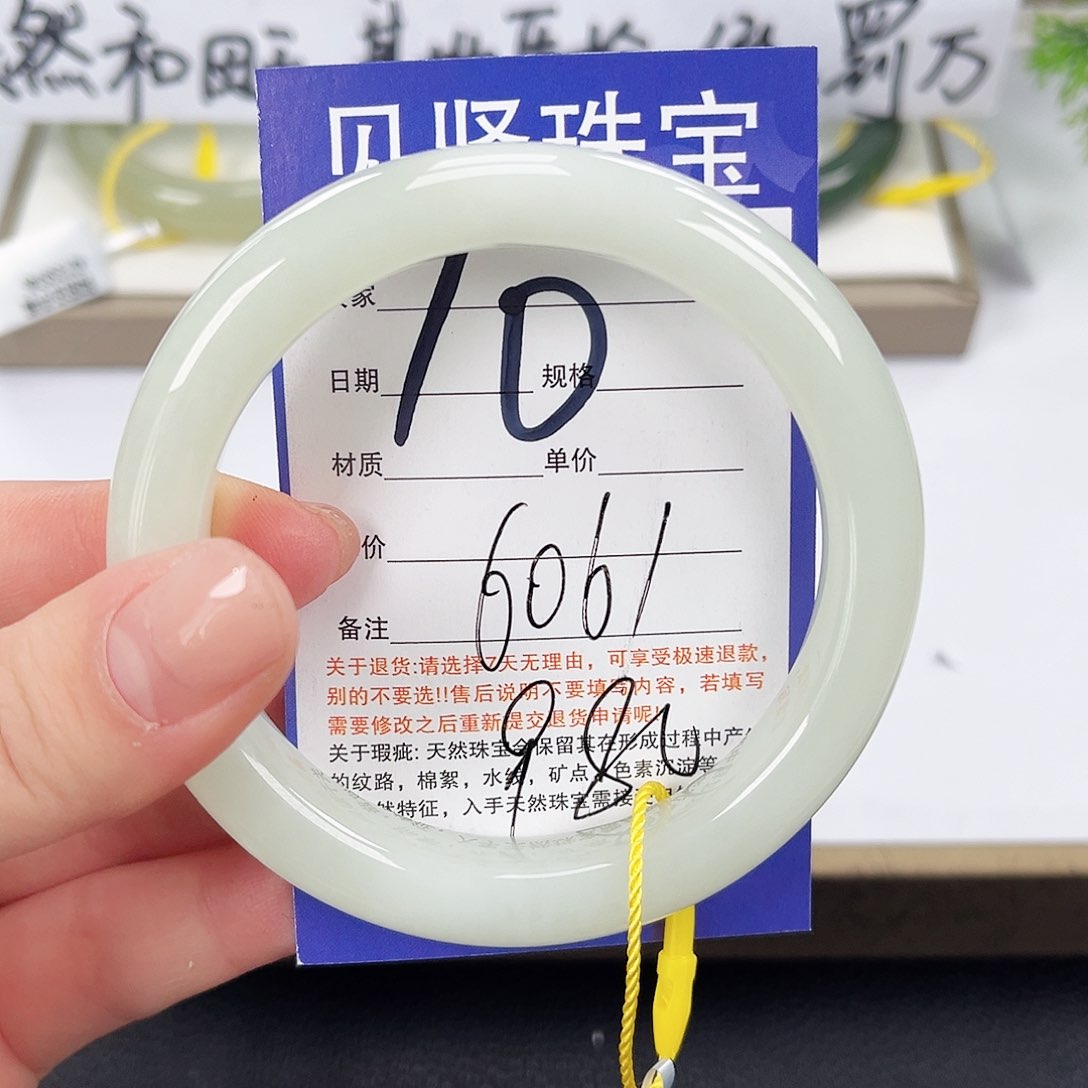 然和田玉 罚万
见贤珠宝
家
10
日期 规格
材质 单价
价
6061
备注
关于退货:请选择7天无理由，可享受极速退款，
别的不要选!!售后说明不要填写内容，若填写
需要修改之后重新提交退货申请呢!
98
关于瑕疵: 天然珠宝会保留其在形成过程中产
的纹路，棉絮，水线，矿点，色素沉淀等
然特征，入手天然珠宝需接